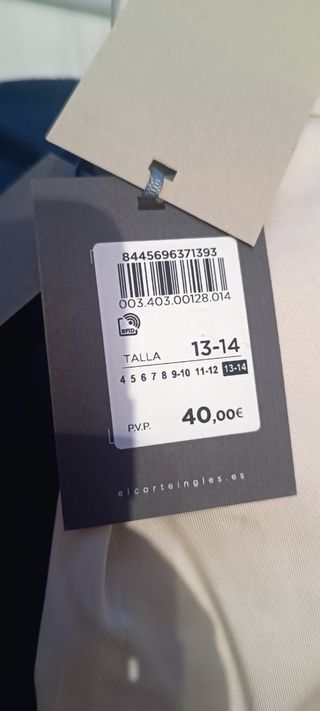 8445696371393
003.403.00128.014
RFID
TALLA 13-14
4 5 6 7 8 9-10 11-12 13-14
P.V.P. 40,00€
elcorteingles.es